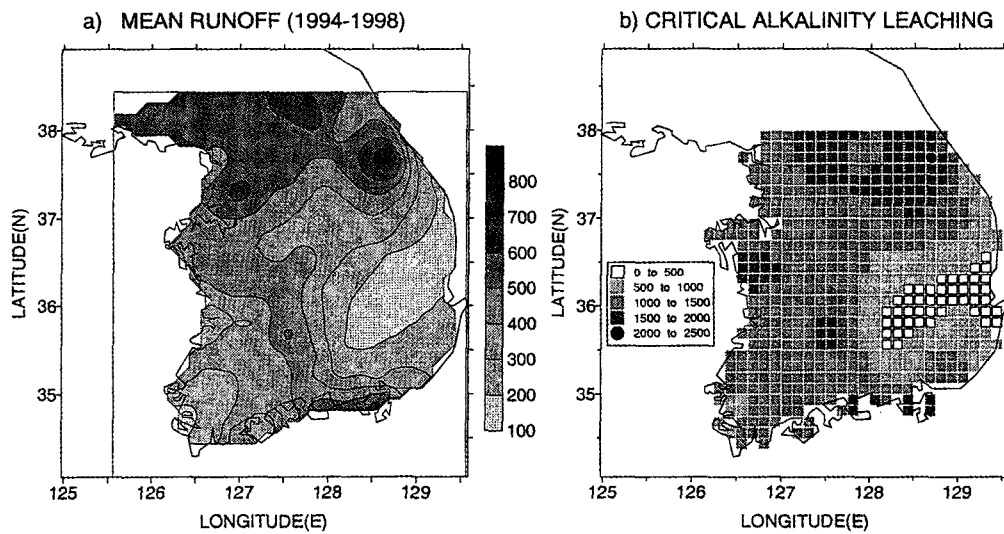 a) MEAN RUNOFF (1994-1998)
38
37
36
35
LATITUDE(N)
125 126 127 128 129
LONGITUDE(E)
800
700
600
500
400
300
200
100
b) CRITICAL ALKALINITY LEACHING
38
37
36
35
LATITUDE(N)
0 to 500
500 to 1000
1000 to 1500
1500 to 2000
2000 to 2500
125 126 127 128 129
LONGITUDE(E)